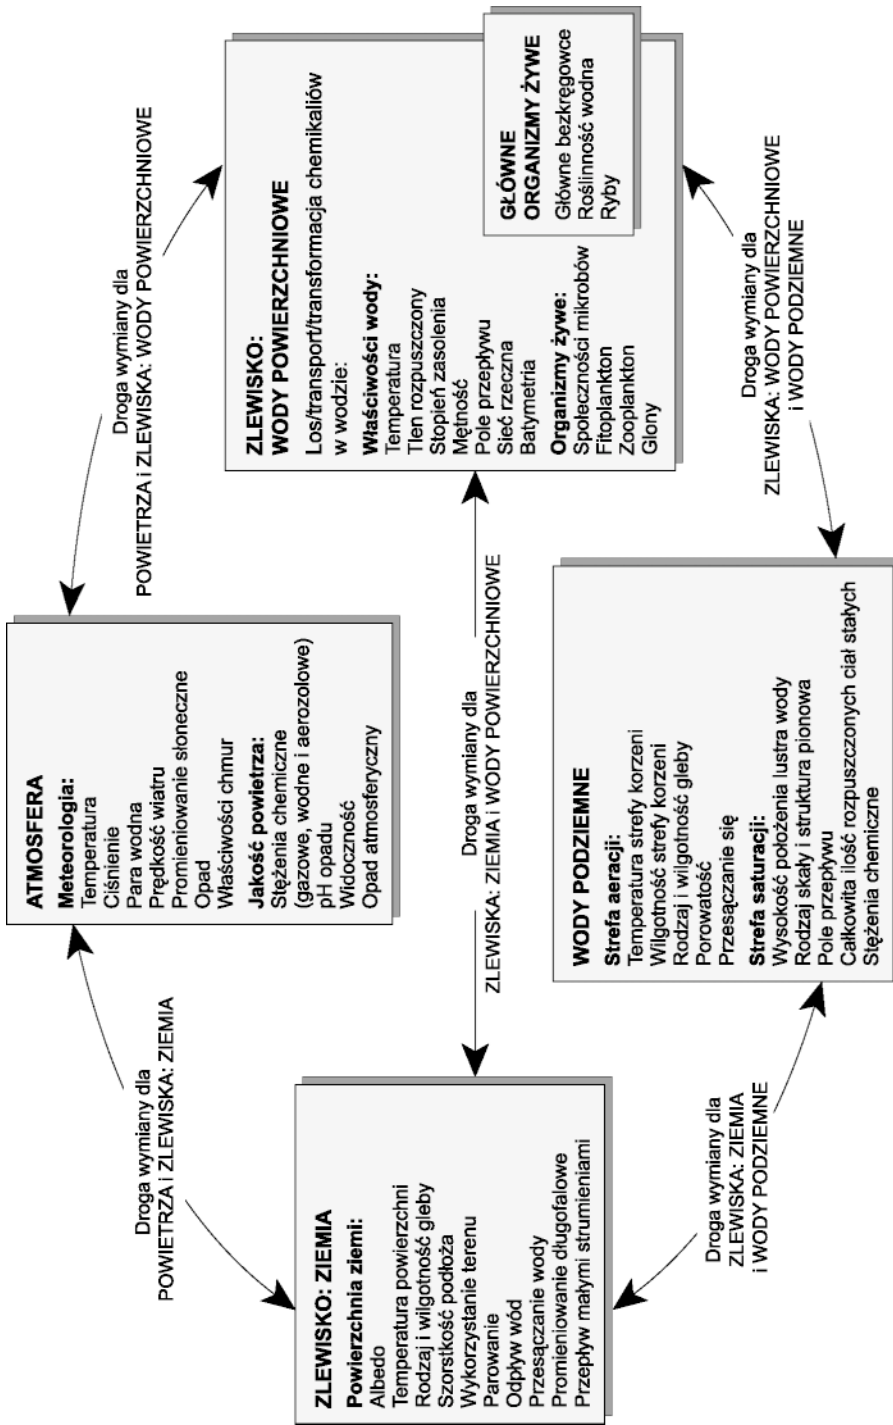 ATMOSFERA
Meteorologia:
Temperatura
Ciśnienie
Para wodna
Prędkość wiatru
Promieniowanie słoneczne
Opad
Właściwości chmur
Jakość powietrza:
Stężenia chemiczne
(gazowe, wodne i aerozolowe)
pH opadu
Widoczność
Opad atmosferyczny
Droga wymiany dla
POWIETRZA i ZLEWISKA: ZIEMIA
Droga wymiany dla
POWIETRZA i ZLEWISKA: WODY POWIERZCHNIOWE
ZLEWISKO: ZIEMIA
Powierzchnia ziemi:
Albedo
Temperatura powierzchni
Rodzaj i wilgotność gleby
Szorstkość podłoża
Wykorzystanie terenu
Parowanie
Odpływ wód
Przesączanie wody
Promieniowanie długofalowe
Przepływ małymi strumieniami
Droga wymiany dla
ZLEWISKA: ZIEMIA i WODY POWIERZCHNIOWE
ZLEWISKO:
WODY POWIERZCHNIOWE
Los/transport/transformacja chemikaliów
w wodzie:
Właściwości wody:
Temperatura
Tlen rozpuszczony
Stopień zasolenia
Mętność
Pole przepływu
Sieć rzeczna
Batymetria
Organizmy żywe:
Społeczności mikrobów
Fitoplankton
Zooplankton
Glony
GŁÓWNE
ORGANIZMY ŻYWE
Główne bezkręgowce
Roślinność wodna
Ryby
Droga wymiany dla
ZLEWISKA: ZIEMIA
i WODY PODZIEMNE
WODY PODZIEMNE
Strefa aeracji:
Temperatura strefy korzeni
Wilgotność strefy korzeni
Rodzaj i wilgotność gleby
Porowatość
Przesączanie się
Strefa saturacji:
Wysokość położenia lustra wody
Rodzaj skały i struktura pionowa
Pole przepływu
Całkowita ilość rozpuszczonych ciał stałych
Stężenia chemiczne
Droga wymiany dla
ZLEWISKA: WODY POWIERZCHNIOWE
i WODY PODZIEMNE